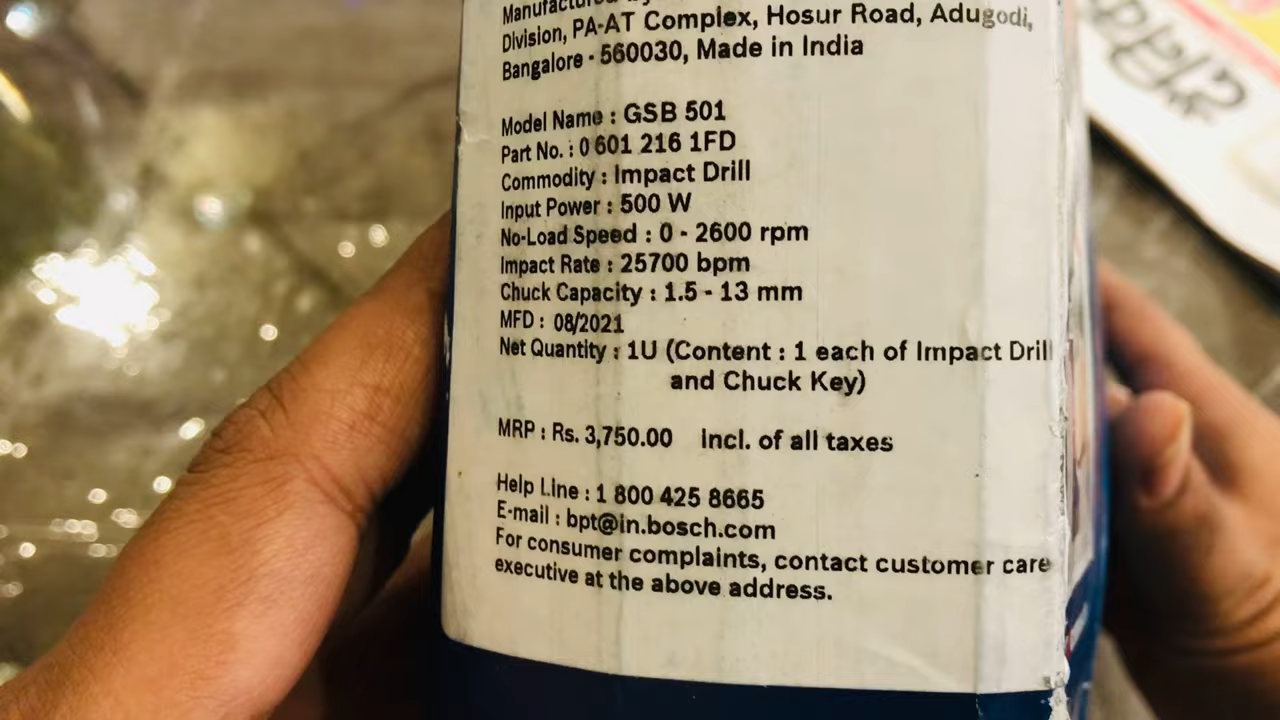 Manufactured by
Division, PA-AT Complex, Hosur Road, Adugodi,
Bangalore - 560030, Made in India
Model Name : GSB 501
Part No. : 0 601 216 1FD
Commodity : Impact Drill
Input Power : 500 W
No-Load Speed : 0 - 2600 rpm
Impact Rate : 25700 bpm
Chuck Capacity : 1.5 - 13 mm
MFD : 08/2021
Net Quantity : 1U (Content : 1 each of Impact Drill
and Chuck Key)
MRP : Rs. 3,750.00 Incl. of all taxes
Help Line : 1 800 425 8665
E-mail : bpt@in.bosch.com
For consumer complaints, contact customer care
executive at the above address.